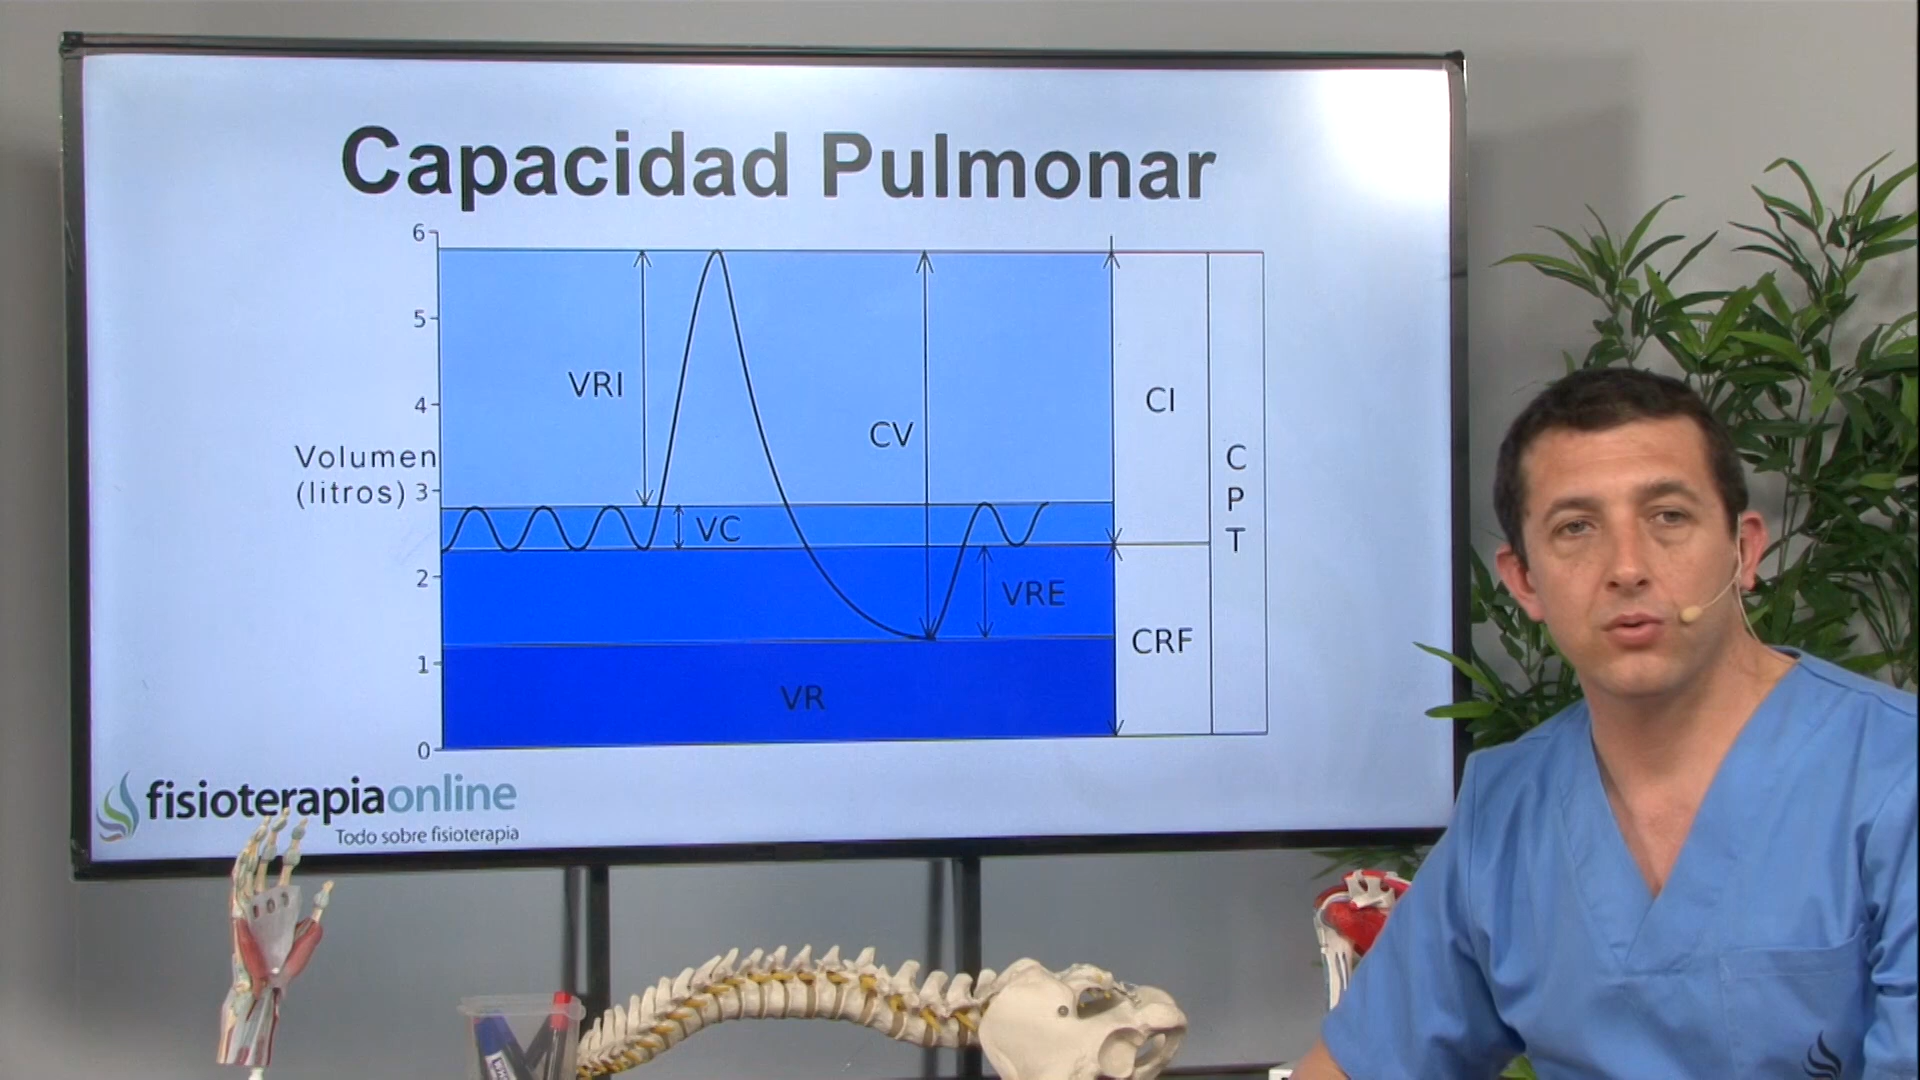 Capacidad Pulmonar
6
5
VRI
4
CI
CV
Volumen
(litros)
3
C
P
T
VC
2
VRE
CRF
1
VR
0
fisioterapiaonline
Todo sobre fisioterapia